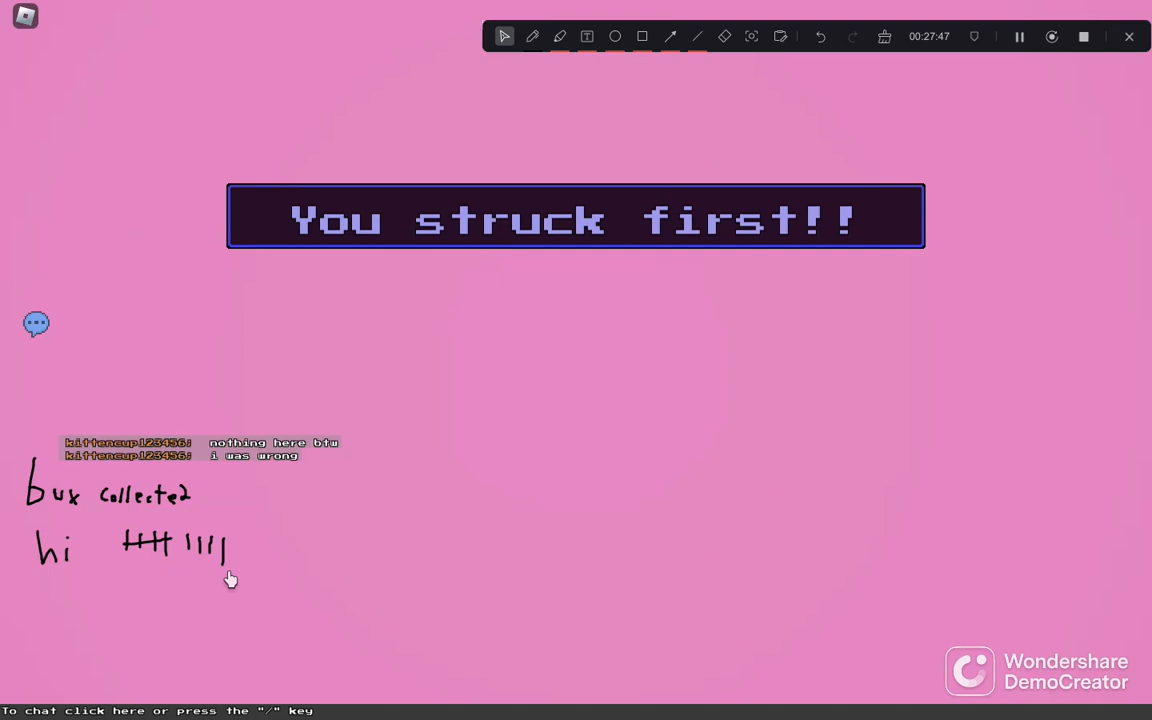 00:27:47
You struck first!!
kittencup123456: nothing here btw
kittencup123456: i was wrong
bux collected
hi
Wondershare
DemoCreator
To chat click here or press the "/" key